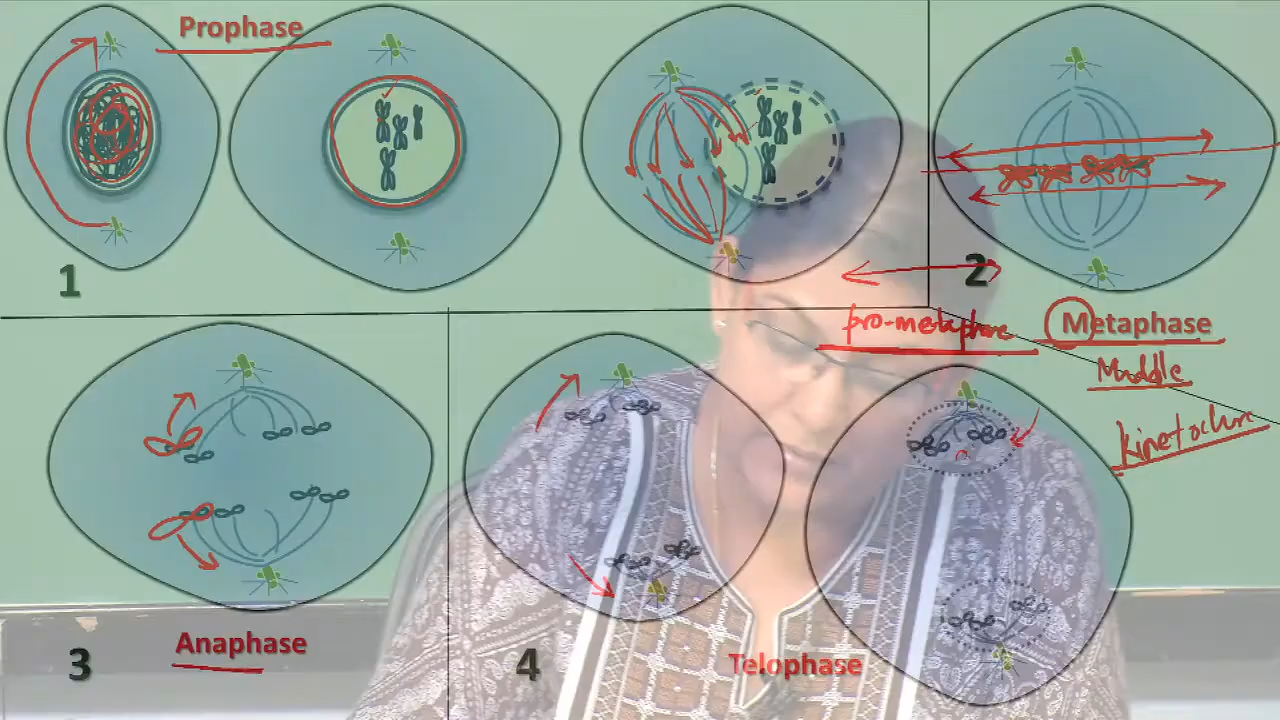 Prophase
1
2
pro-metaphase
Metaphase
Middle
Kinetochore
3
Anaphase
4
Telophase